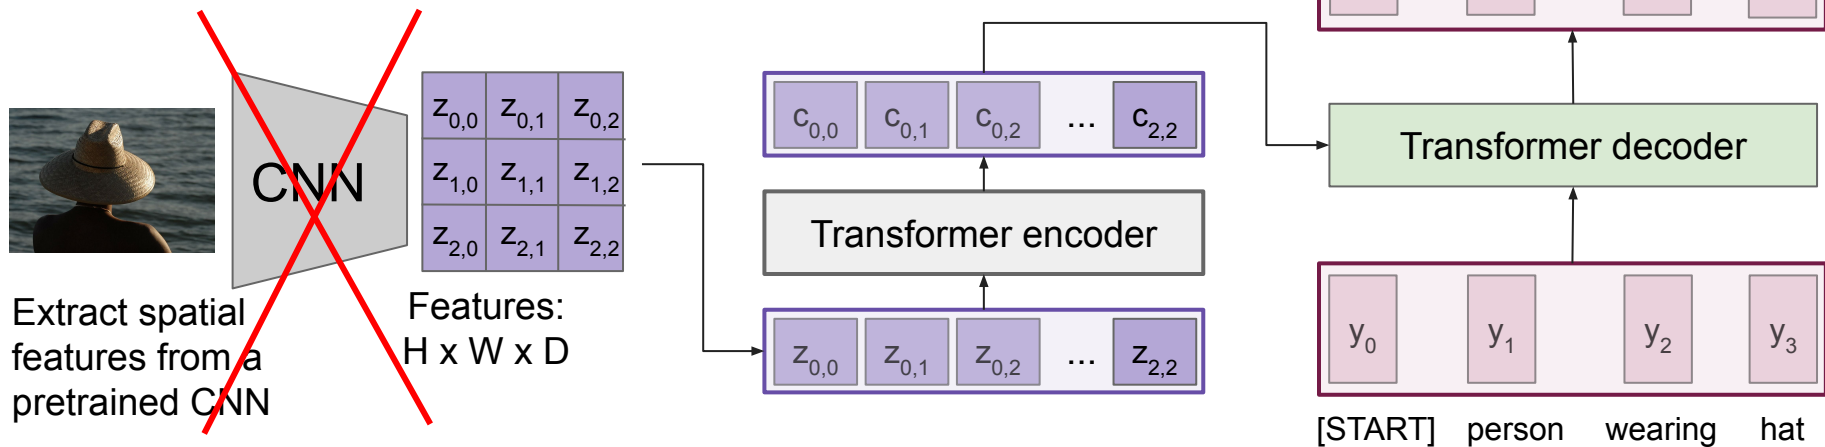 CNN
z0,0 z0,1 z0,2
z1,0 z1,1 z1,2
z2,0 z2,1 z2,2
Extract spatial
features from a
pretrained CNN
Features:
H x W x D
c0,0 c0,1 c0,2 ... c2,2
Transformer encoder
z0,0 z0,1 z0,2 ... z2,2
Transformer decoder
y0 y1 y2 y3
[START] person wearing hat